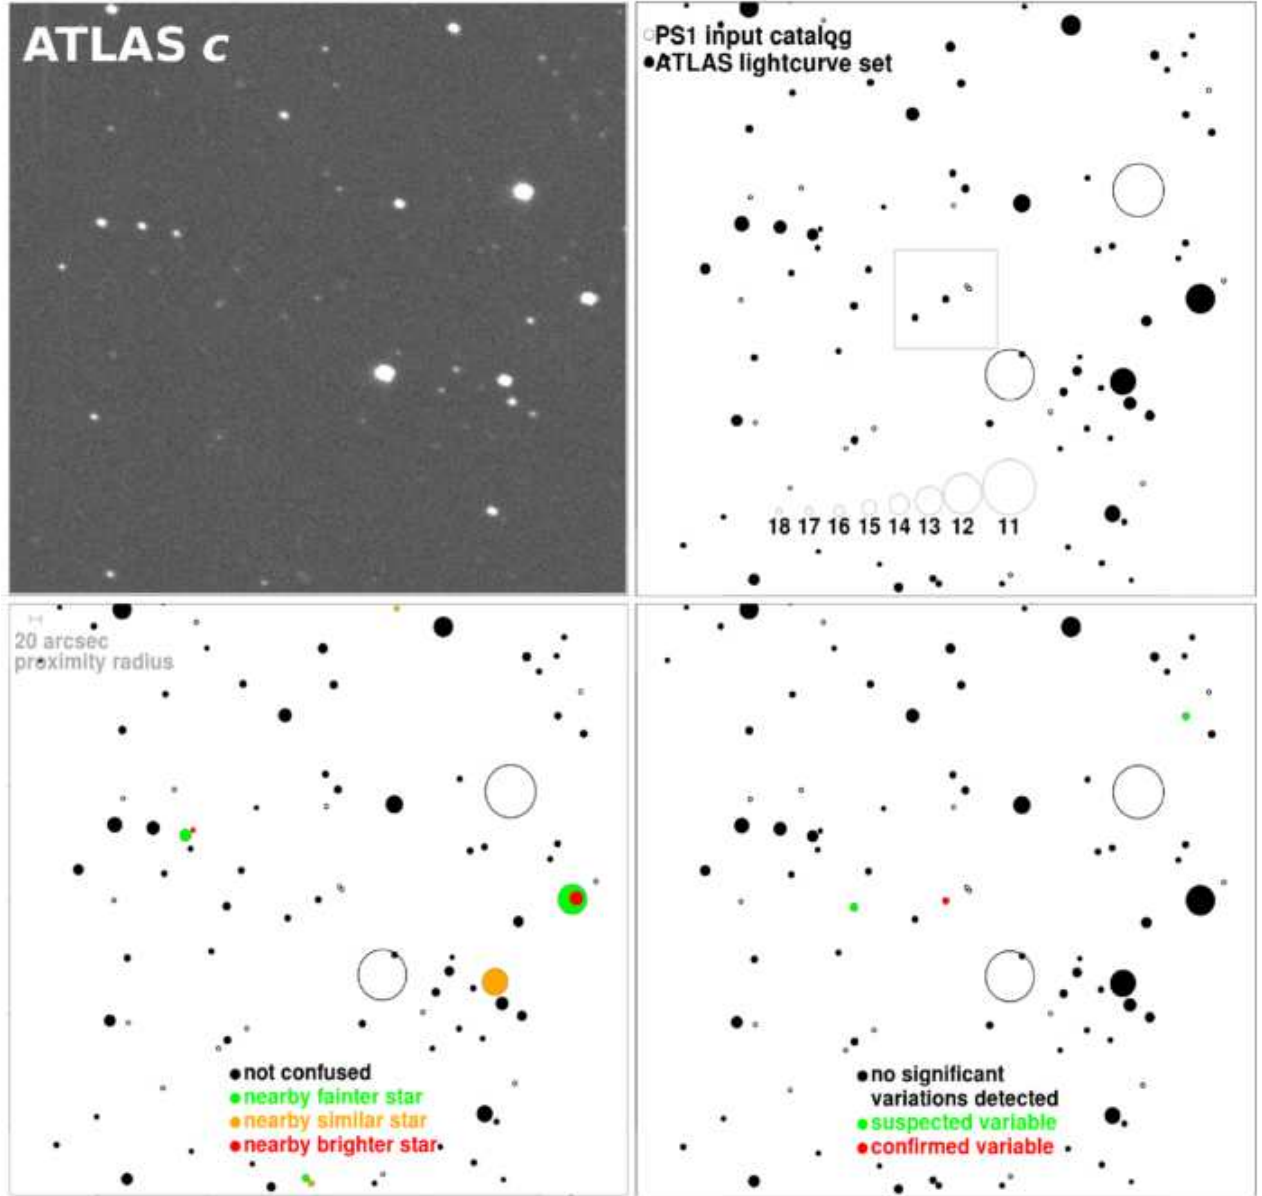 ATLAS c
PS1 input catalog
ATLAS lightcurve set
18 17 16 15 14 13 12 11
20 arcsec
proximity radius
not confused
nearby fainter star
nearby similar star
nearby brighter star
no significant
variations detected
suspected variable
confirmed variable